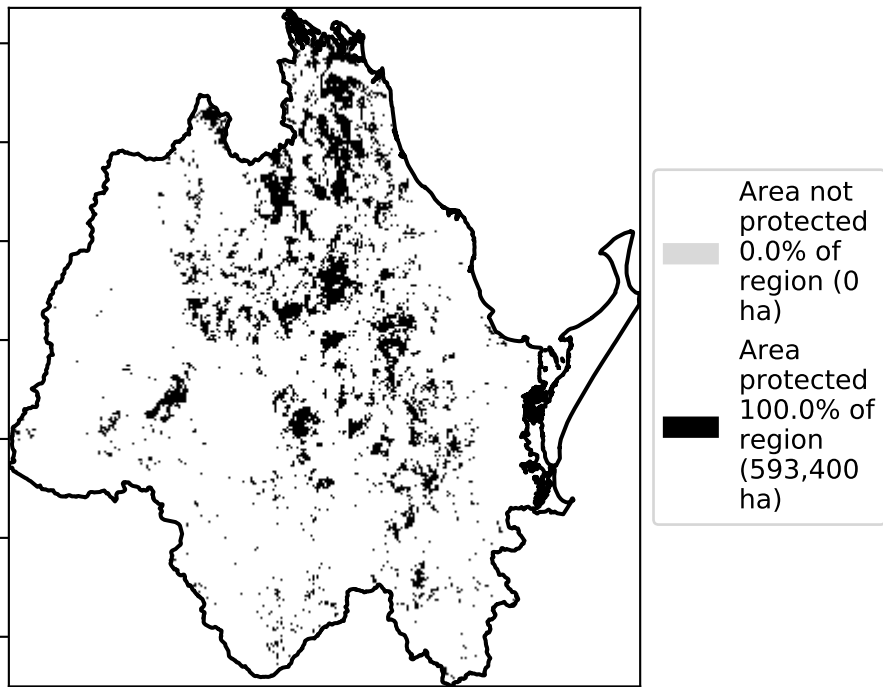 Area not
protected
0.0% of
region (0
ha)
Area
protected
100.0% of
region
(593,400
ha)